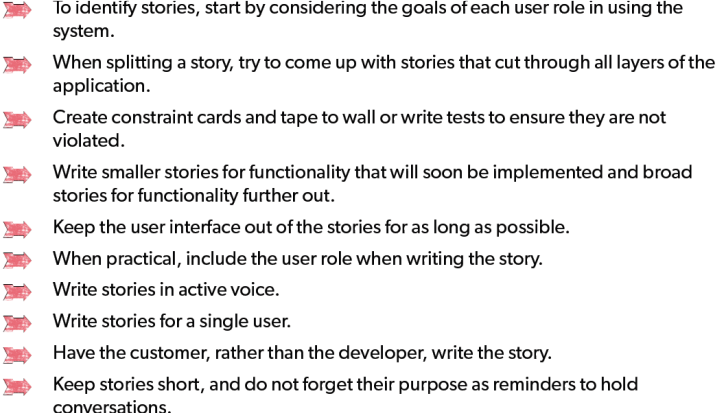 To identify stories, start by considering the goals of each user role in using the
system.
When splitting a story, try to come up with stories that cut through all layers of the
application.
Create constraint cards and tape to wall or write tests to ensure they are not
violated.
Write smaller stories for functionality that will soon be implemented and broad
stories for functionality further out.
Keep the user interface out of the stories for as long as possible.
When practical, include the user role when writing the story.
Write stories in active voice.
Write stories for a single user.
Have the customer, rather than the developer, write the story.
Keep stories short, and do not forget their purpose as reminders to hold
conversations.